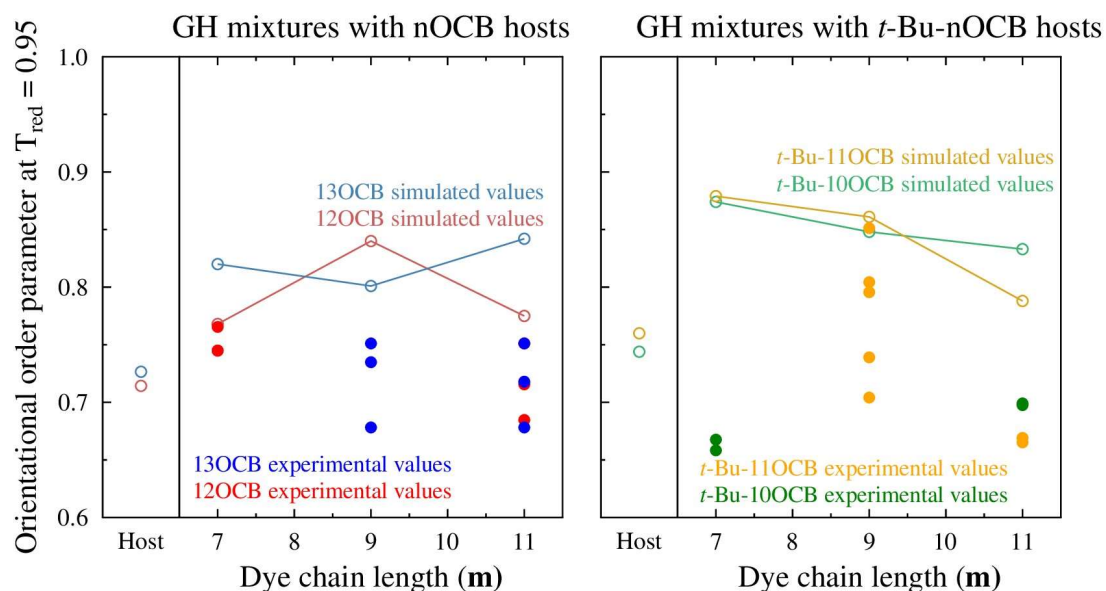 GH mixtures with nOCB hosts
GH mixtures with t-Bu-nOCB hosts
Orientational order parameter at Tred = 0.95
1.0
0.9
0.8
0.7
0.6
13OCB simulated values
12OCB simulated values
13OCB experimental values
12OCB experimental values
t-Bu-11OCB simulated values
t-Bu-10OCB simulated values
t-Bu-11OCB experimental values
t-Bu-10OCB experimental values
Host 7 8 9 10 11
Host 7 8 9 10 11
Dye chain length (m)
Dye chain length (m)